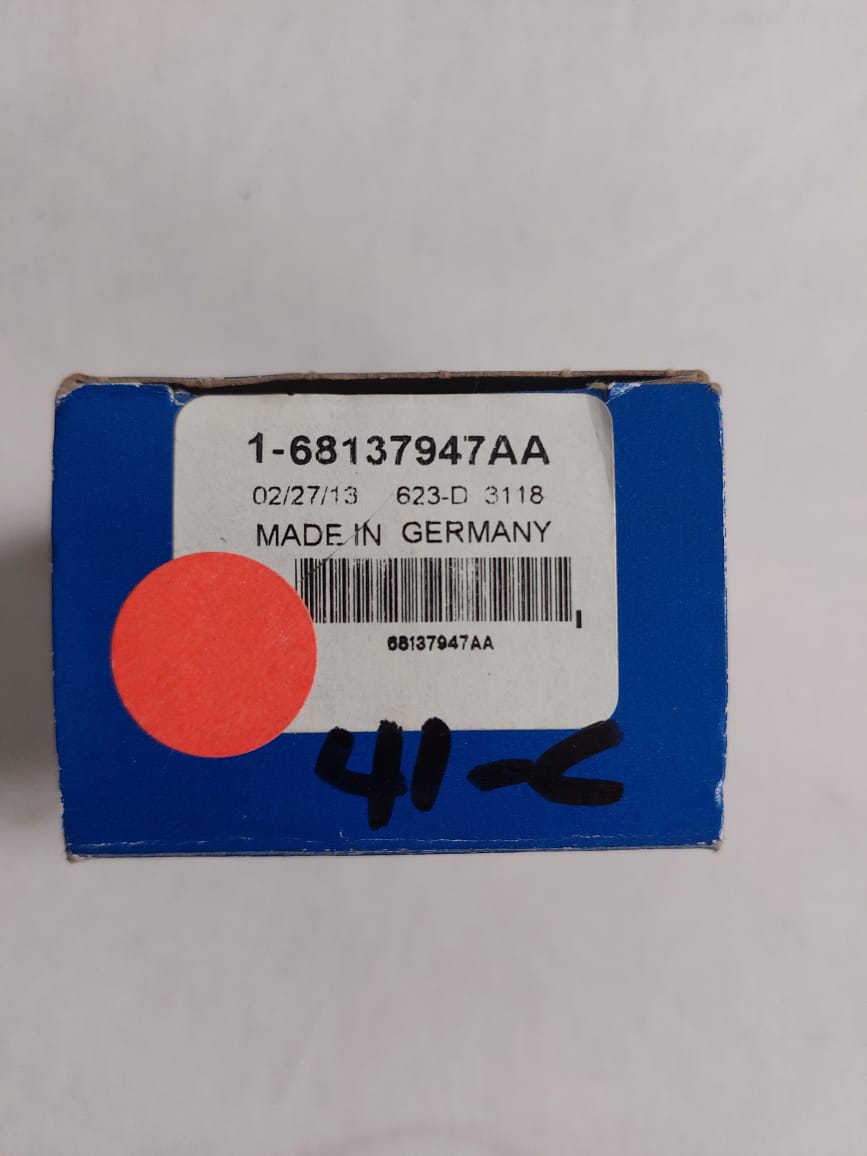 1-68137947AA
02/27/13 623-D 3118
MADE IN GERMANY
68137947AA
41-C